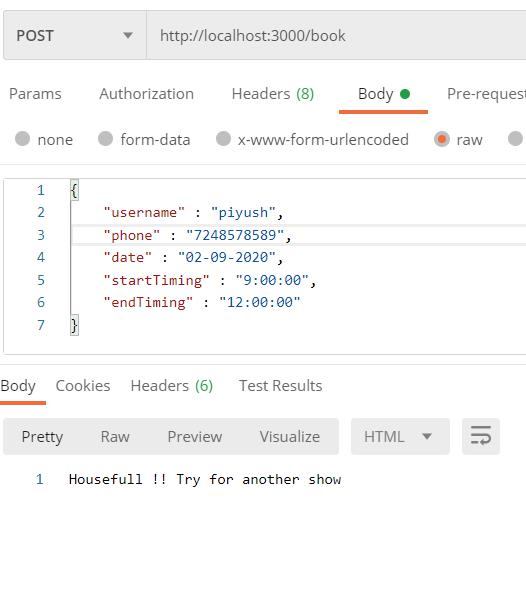 POST http://localhost:3000/book
Params Authorization Headers (8) Body Pre-request
none form-data x-www-form-urlencoded raw
1 {
2 "username" : "piyush",
3 "phone" : "7248578589",
4 "date" : "02-09-2020",
5 "startTiming" : "9:00:00",
6 "endTiming" : "12:00:00"
7 }
Body Cookies Headers (6) Test Results
Pretty Raw Preview Visualize HTML
1 Housefull !! Try for another show